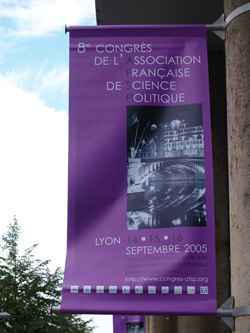 8e CONGRÈS
DE L'ASSOCIATION
FRANÇAISE
DE SCIENCE
POLITIQUE
LYON 14 • 15 • 16
SEPTEMBRE 2005
http://www.congres-afsp.org